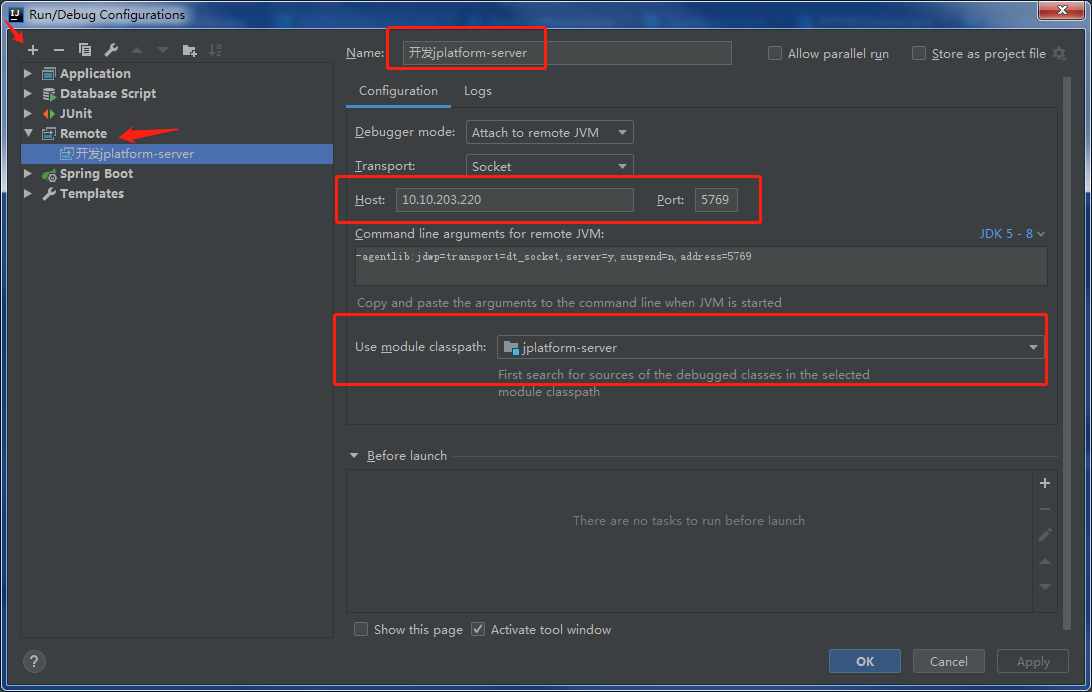 Run/Debug Configurations
Application
Database Script
JUnit
Remote
开发jplatform-server
Spring Boot
Templates
Name: 开发jplatform-server
Allow parallel run
Store as project file
Configuration
Logs
Debugger mode: Attach to remote JVM
Transport: Socket
Host: 10.10.203.220 Port: 5769
Command line arguments for remote JVM: JDK 5 - 8
-agentlib:jdwp=transport=dt_socket,server=y,suspend=n,address=5769
Copy and paste the arguments to the command line when JVM is started
Use module classpath: jplatform-server
First search for sources of the debugged classes in the selected
module classpath
Before launch
There are no tasks to run before launch
Show this page Activate tool window
? OK Cancel Apply